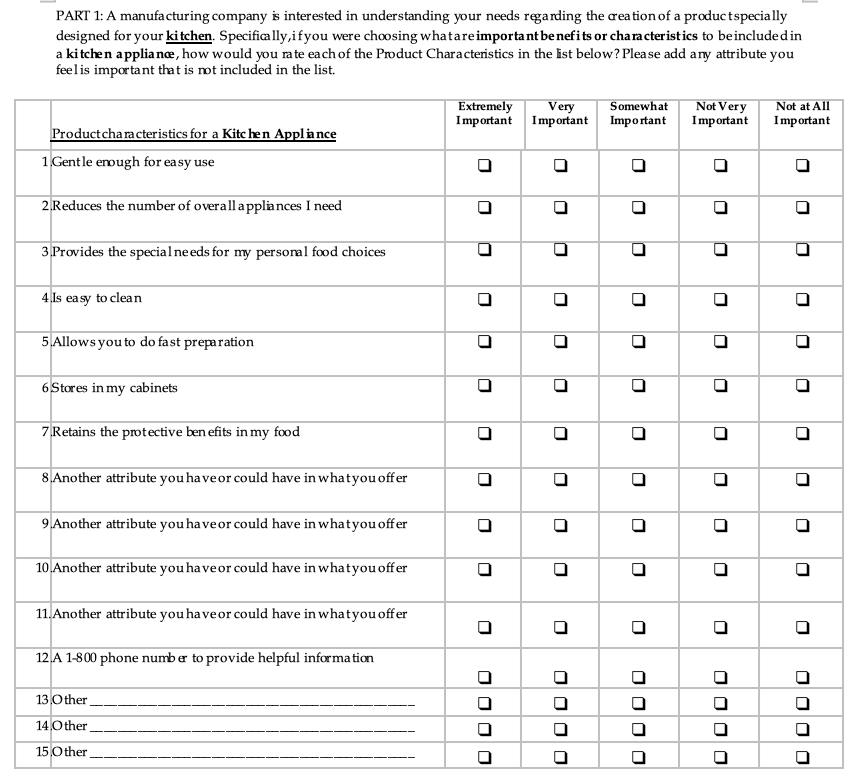 PART 1: A manufacturing company is interested in understanding your needs regarding the creation of a product specially
designed for your kitchen. Specifically, if you were choosing what are important benefits or characteristics to be included in
a kitchen appliance, how would you rate each of the Product Characteristics in the list below? Please add any attribute you
feel is important that is not included in the list.
Product characteristics for a Kitchen Appliance
Extremely Important
Very Important
Somewhat Important
Not Very Important
Not at All Important
1 Gentle enough for easy use
2. Reduces the number of overall appliances I need
3. Provides the special needs for my personal food choices
4. Is easy to clean
5. Allows you to do fast preparation
6 Stores in my cabinets
7. Retains the protective benefits in my food
8. Another attribute you have or could have in what you offer
9. Another attribute you have or could have in what you offer
10. Another attribute you have or could have in what you offer
11. Another attribute you have or could have in what you offer
12. A 1-800 phone number to provide helpful information
13 Other
14 Other
15 Other